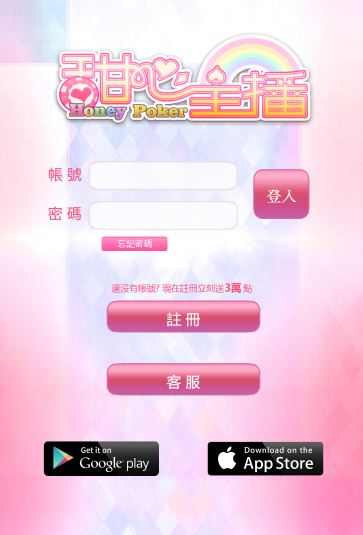 甜心主播
Honey Poker
帳號
密碼
登入
忘記密碼
還沒有帳號? 現在註冊立刻送 3萬 點
註冊
客服
Get it on
Google play
Download on the
App Store